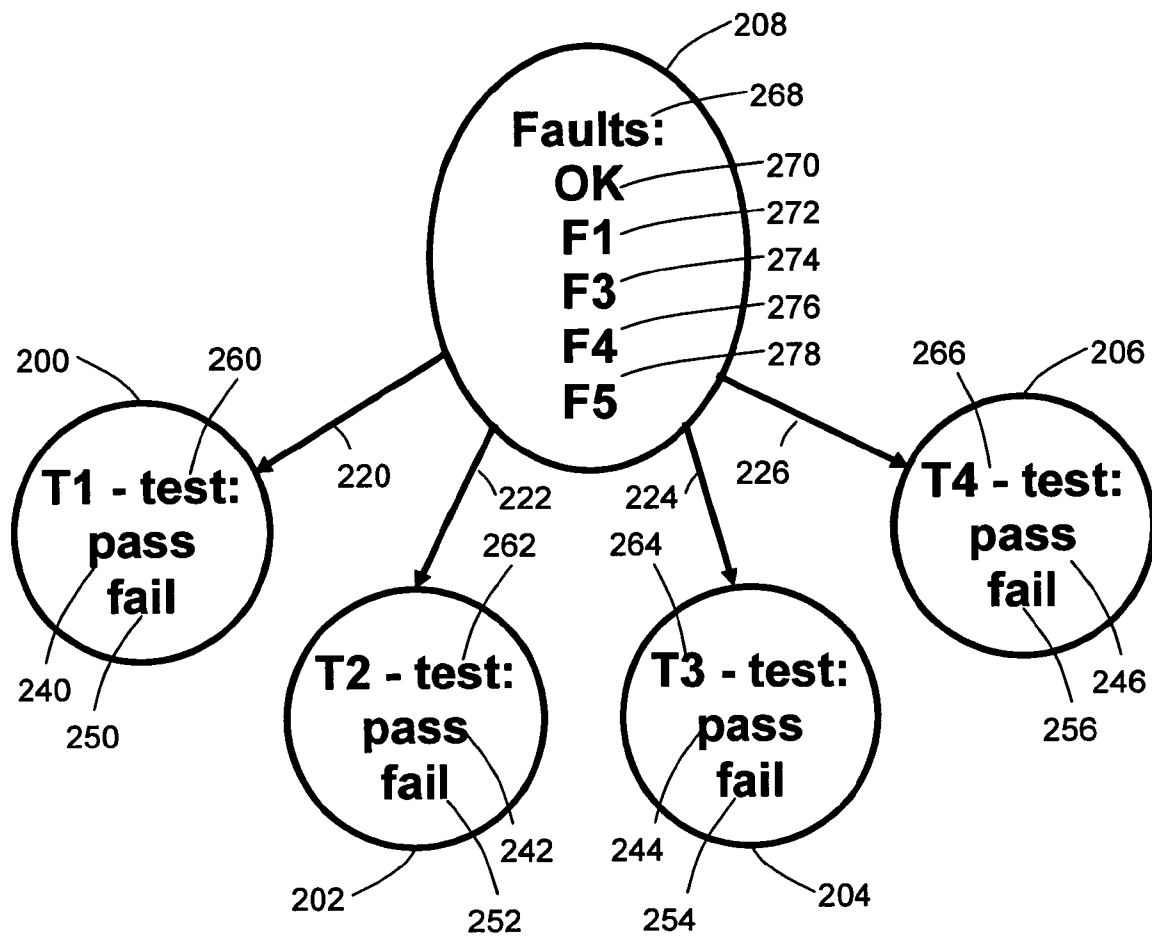 208
268
Faults:
OK
270
F1
272
F3
274
F4
276
F5
278
200
260
220
222
224
226
266
206
T1 - test:
pass
fail
240
250
262
T2 - test:
pass
fail
242
202
252
264
T3 - test:
pass
fail
244
254
204
T4 - test:
pass
fail
246
256